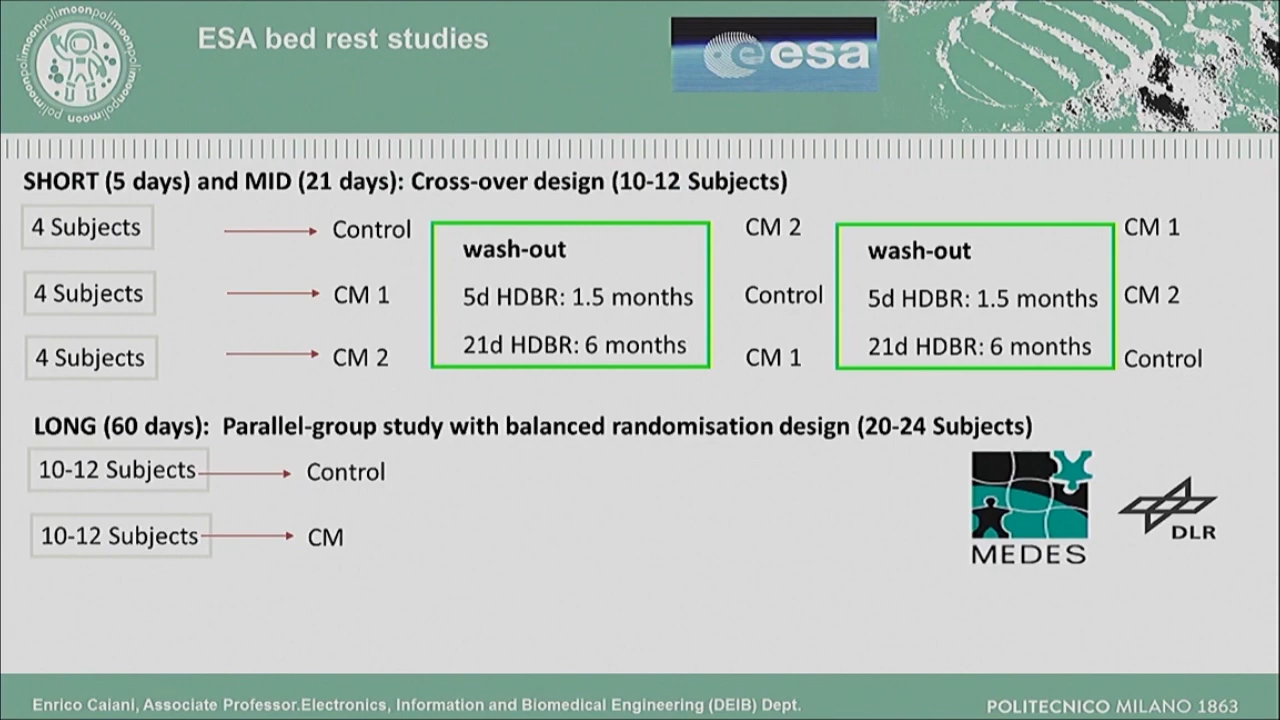 polimoonpolimoonpolimoonpolimoon
ESA bed rest studies
esa
SHORT (5 days) and MID (21 days): Cross-over design (10-12 Subjects)
4 Subjects
Control
wash-out
5d HDBR: 1.5 months
21d HDBR: 6 months
CM 2
wash-out
5d HDBR: 1.5 months
21d HDBR: 6 months
CM 1
4 Subjects
CM 1
Control
CM 2
4 Subjects
CM 2
CM 1
Control
LONG (60 days): Parallel-group study with balanced randomisation design (20-24 Subjects)
10-12 Subjects
Control
10-12 Subjects
CM
MEDES
DLR
Enrico Caiani, Associate Professor.Electronics, Information and Biomedical Engineering (DEIB) Dept.
POLITECNICO MILANO 1863